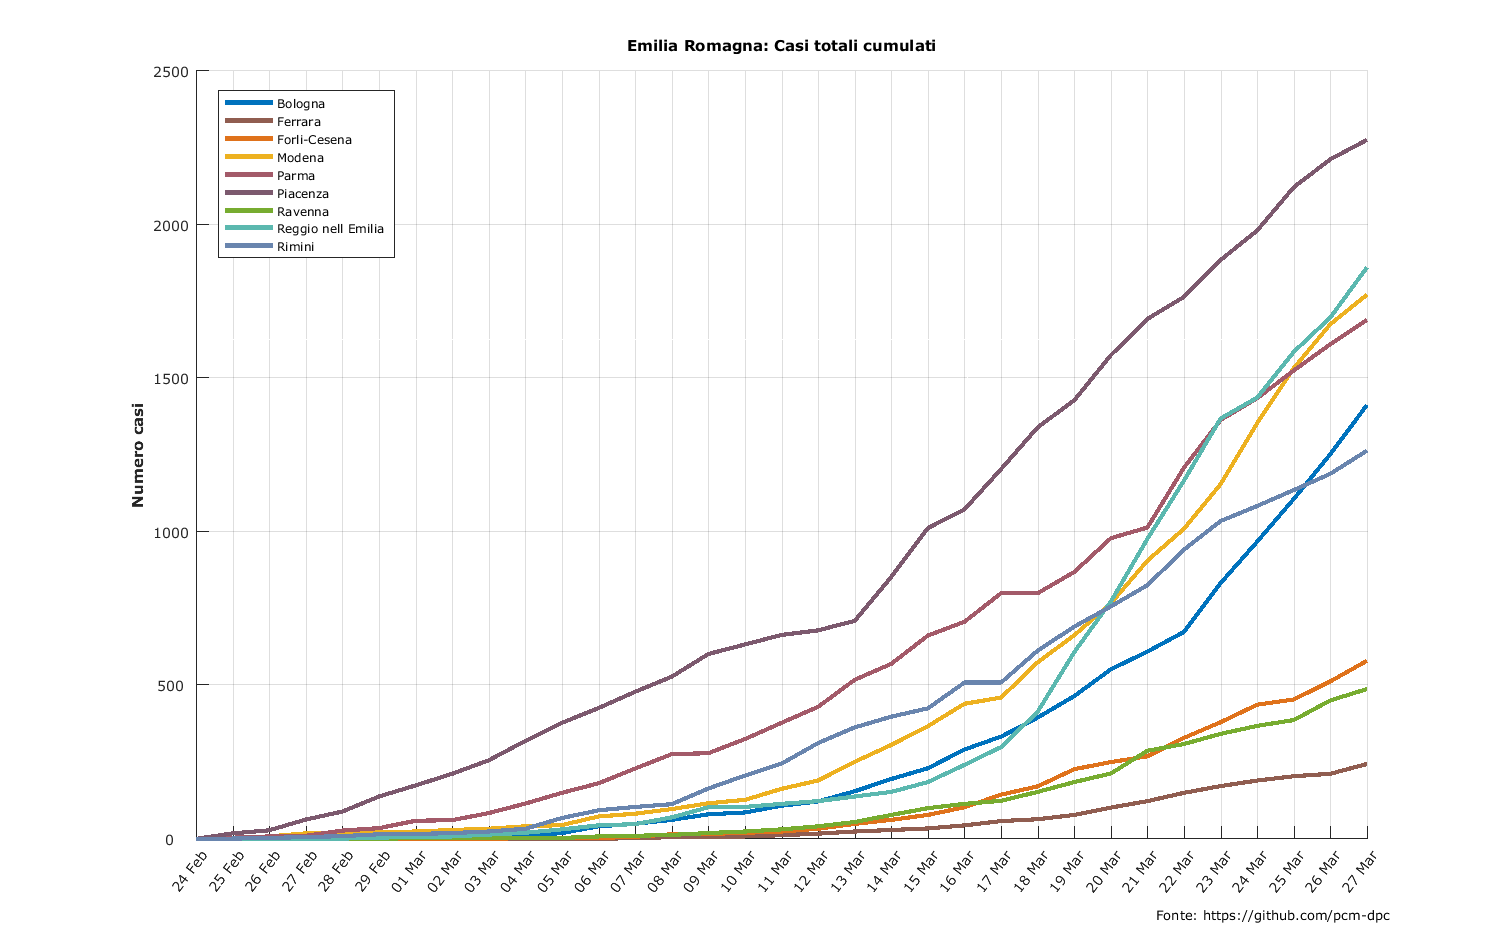 Emilia Romagna: Casi totali cumulati
2500
2000
1500
1000
500
0
Numero casi
Bologna
Ferrara
Forli-Cesena
Modena
Parma
Piacenza
Ravenna
Reggio nell Emilia
Rimini
24 Feb
25 Feb
26 Feb
27 Feb
28 Feb
29 Feb
01 Mar
02 Mar
03 Mar
04 Mar
05 Mar
06 Mar
07 Mar
08 Mar
09 Mar
10 Mar
11 Mar
12 Mar
13 Mar
14 Mar
15 Mar
16 Mar
17 Mar
18 Mar
19 Mar
20 Mar
21 Mar
22 Mar
23 Mar
24 Mar
25 Mar
26 Mar
27 Mar
Fonte: https://github.com/pcm-dpc